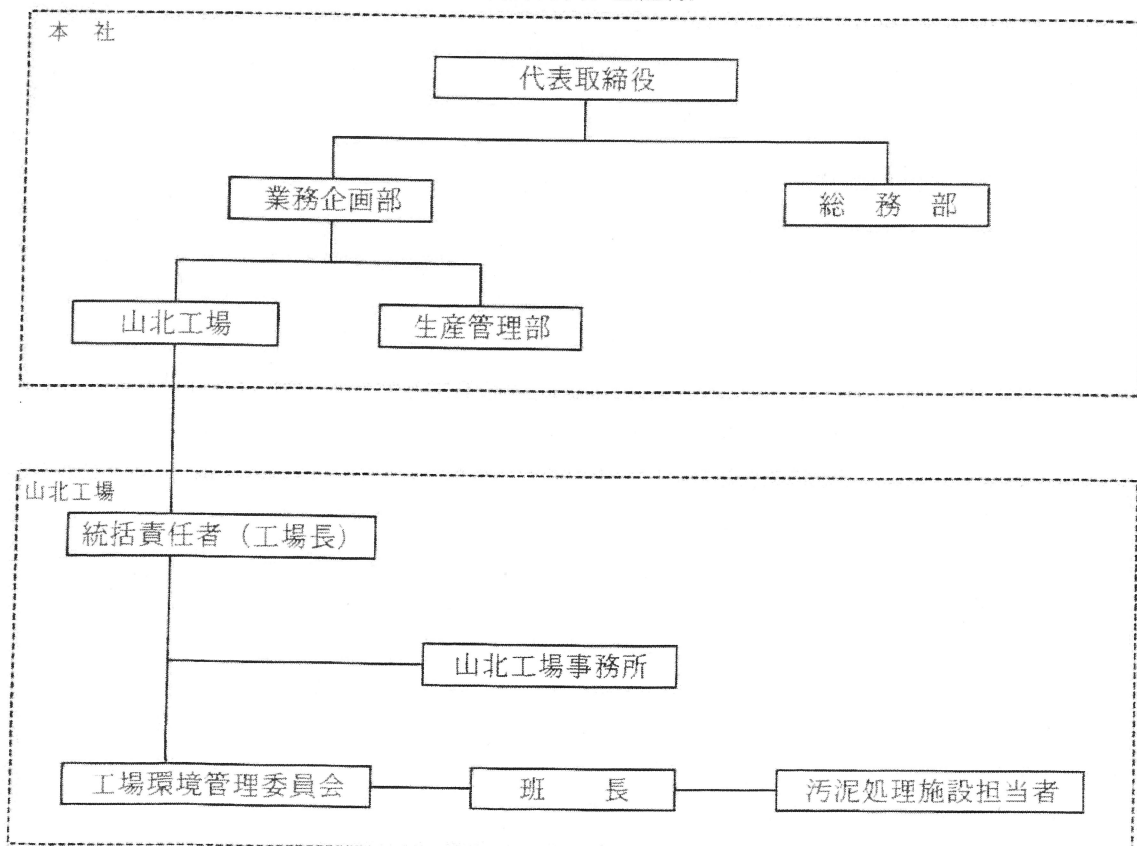 本 社
代表取締役
業務企画部
総 務 部
山北工場
生産管理部
山北工場
統括責任者（工場長）
山北工場事務所
工場環境管理委員会
班 長
汚泥処理施設担当者